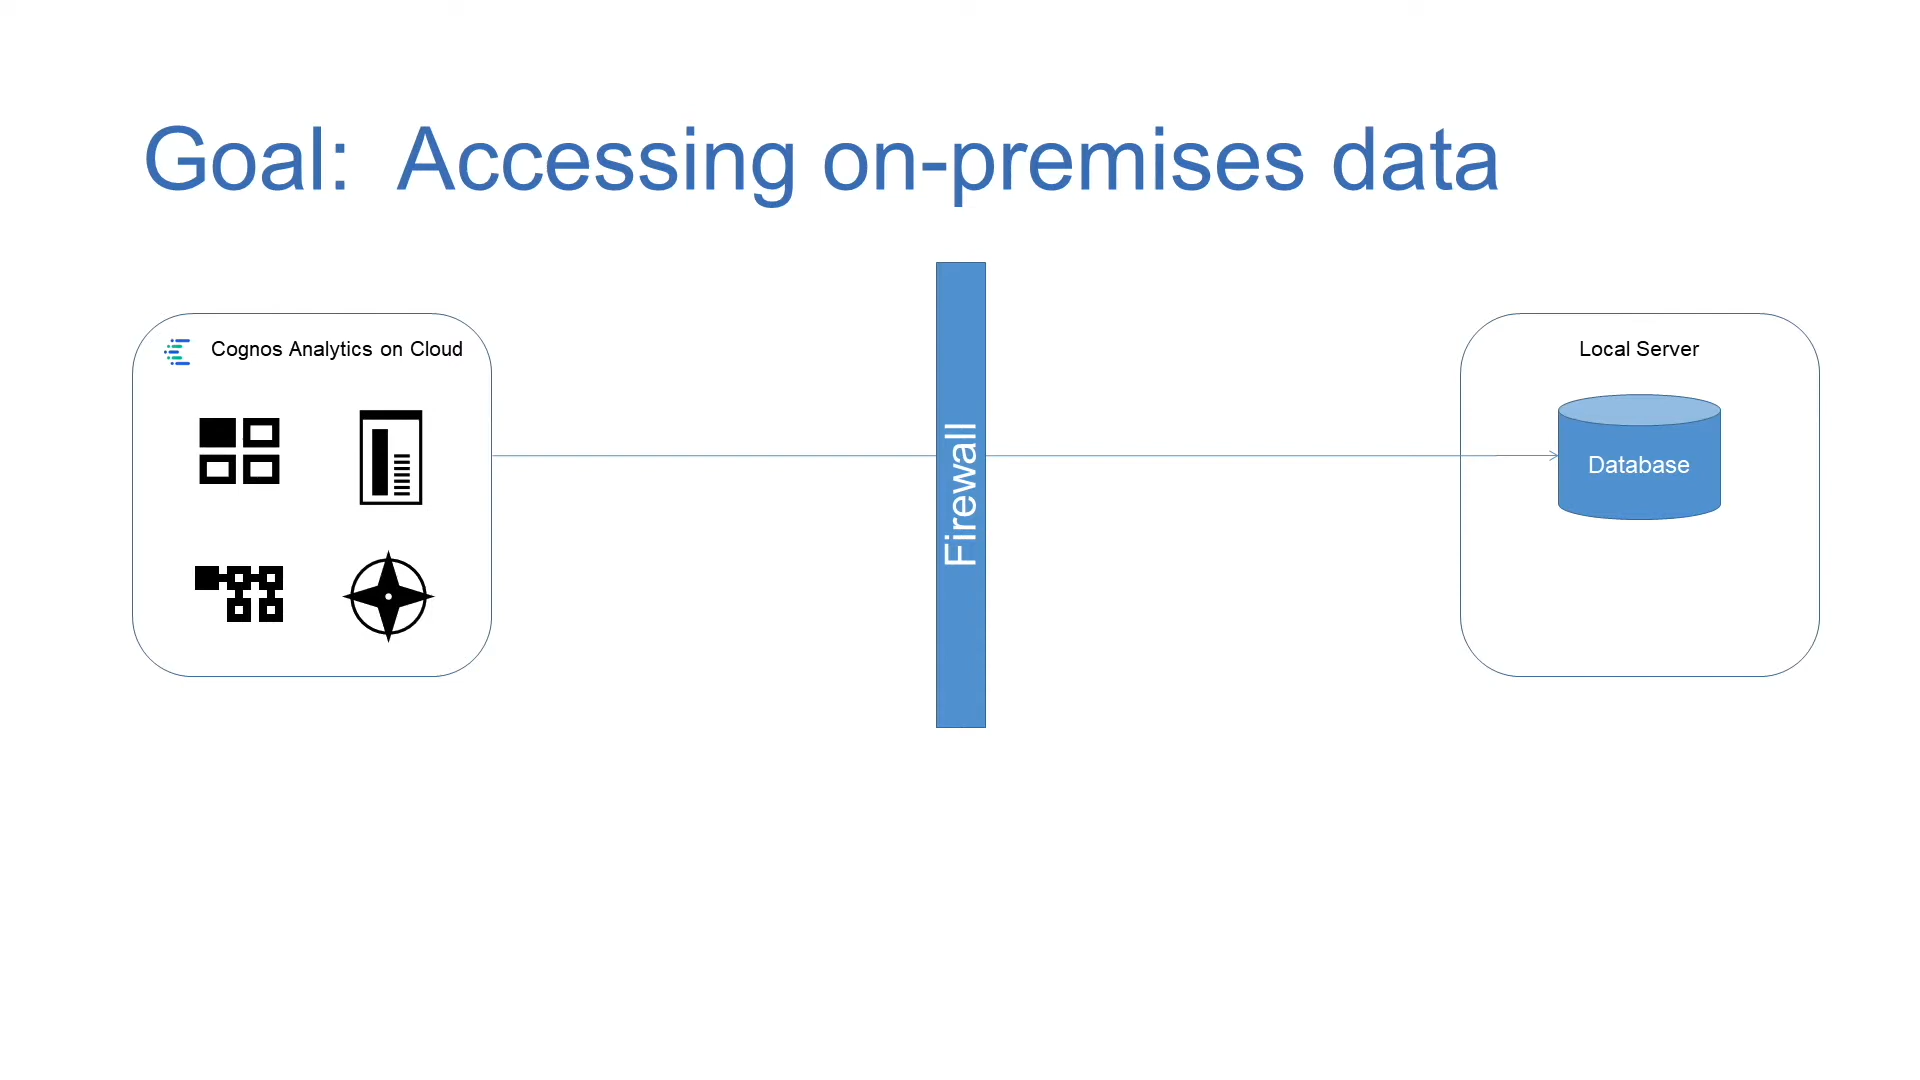 Goal:  Accessing on-premises data
Cognos Analytics on Cloud
Firewall
Local Server
Database